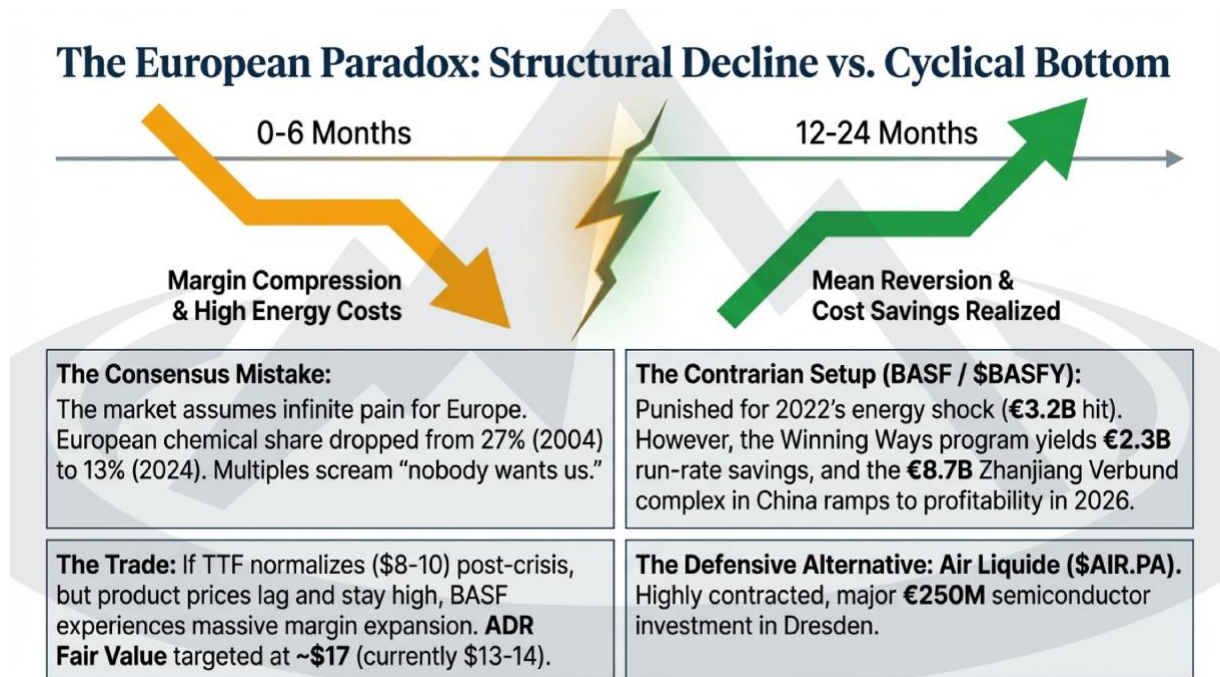 The European Paradox: Structural Decline vs. Cyclical Bottom
0-6 Months
12-24 Months
Margin Compression
& High Energy Costs
Mean Reversion &
Cost Savings Realized
The Consensus Mistake:
The market assumes infinite pain for Europe.
European chemical share dropped from 27% (2004)
to 13% (2024). Multiples scream “nobody wants us.”
The Contrarian Setup (BASF / $BASFY):
Punished for 2022’s energy shock (€3.2B hit).
However, the Winning Ways program yields €2.3B
run-rate savings, and the €8.7B Zhanjiang Verbund
complex in China ramps to profitability in 2026.
The Trade: If TTF normalizes ($8-10) post-crisis,
but product prices lag and stay high, BASF
experiences massive margin expansion. ADR
Fair Value targeted at ~$17 (currently $13-14).
The Defensive Alternative: Air Liquide ($AIR.PA).
Highly contracted, major €250M semiconductor
investment in Dresden.